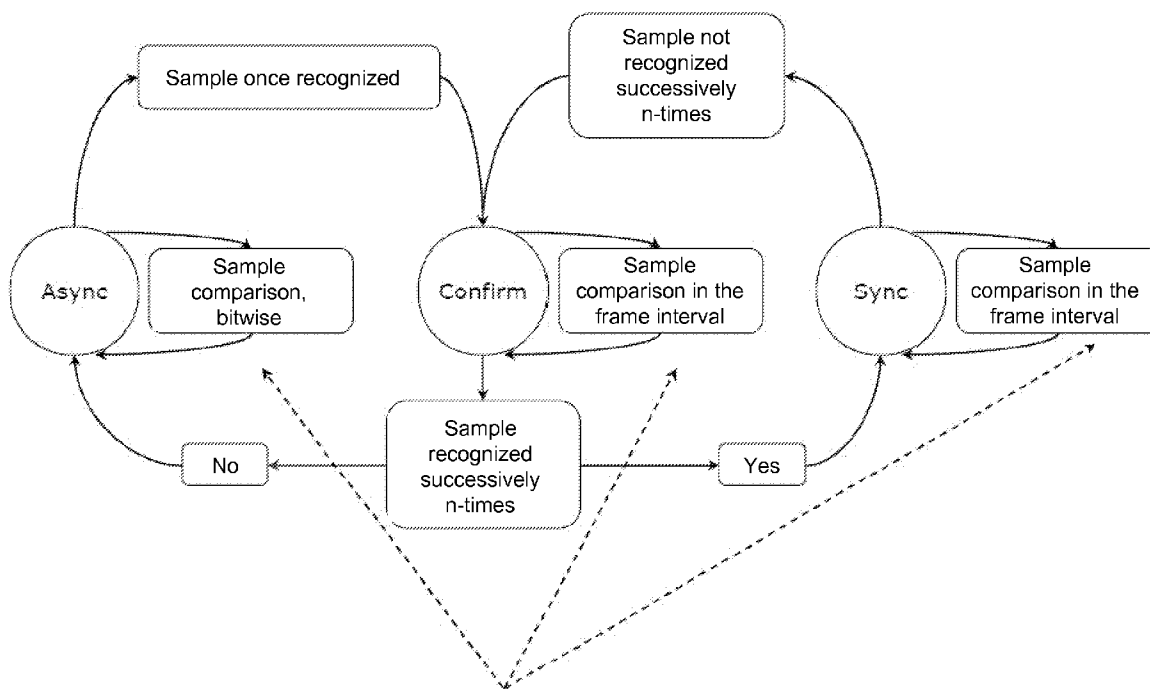 Sample once recognized
Sample not
recognized
successively
n-times
Async
Sample
comparison,
bitwise
Confirm
Sample
comparison in the
frame interval
Sync
Sample
comparison in the
frame interval
No
Sample
recognized
successively
n-times
Yes